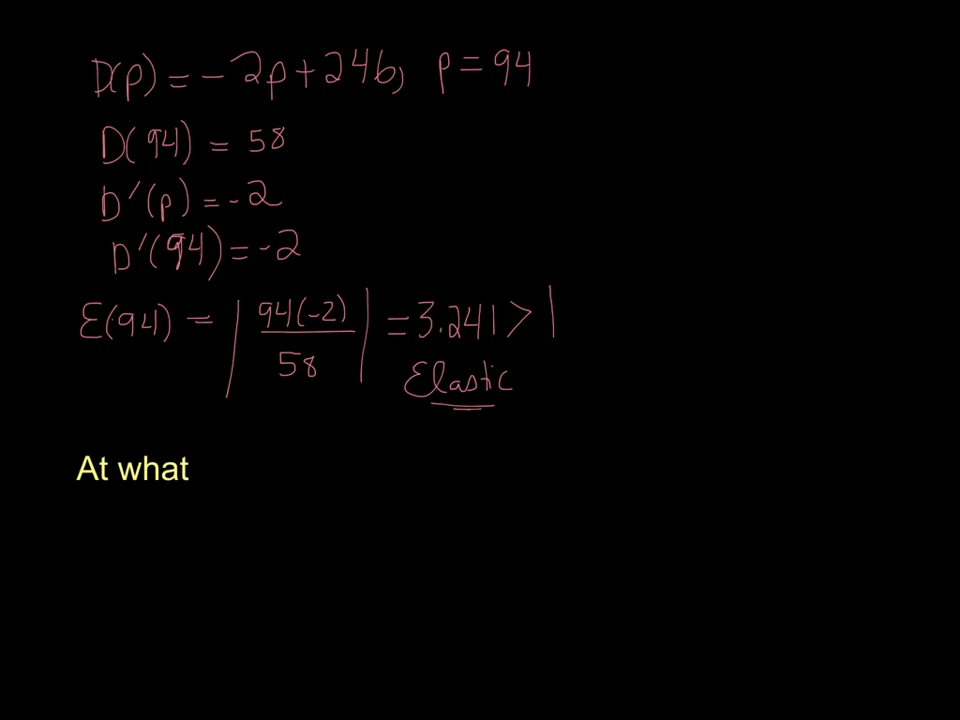 D(p) = -2p + 246, p = 94
D(94) = 58
D'(p) = -2
D'(94) = -2
E(94) = | 94(-2) / 58 | = 3.241 > 1
Elastic
At what